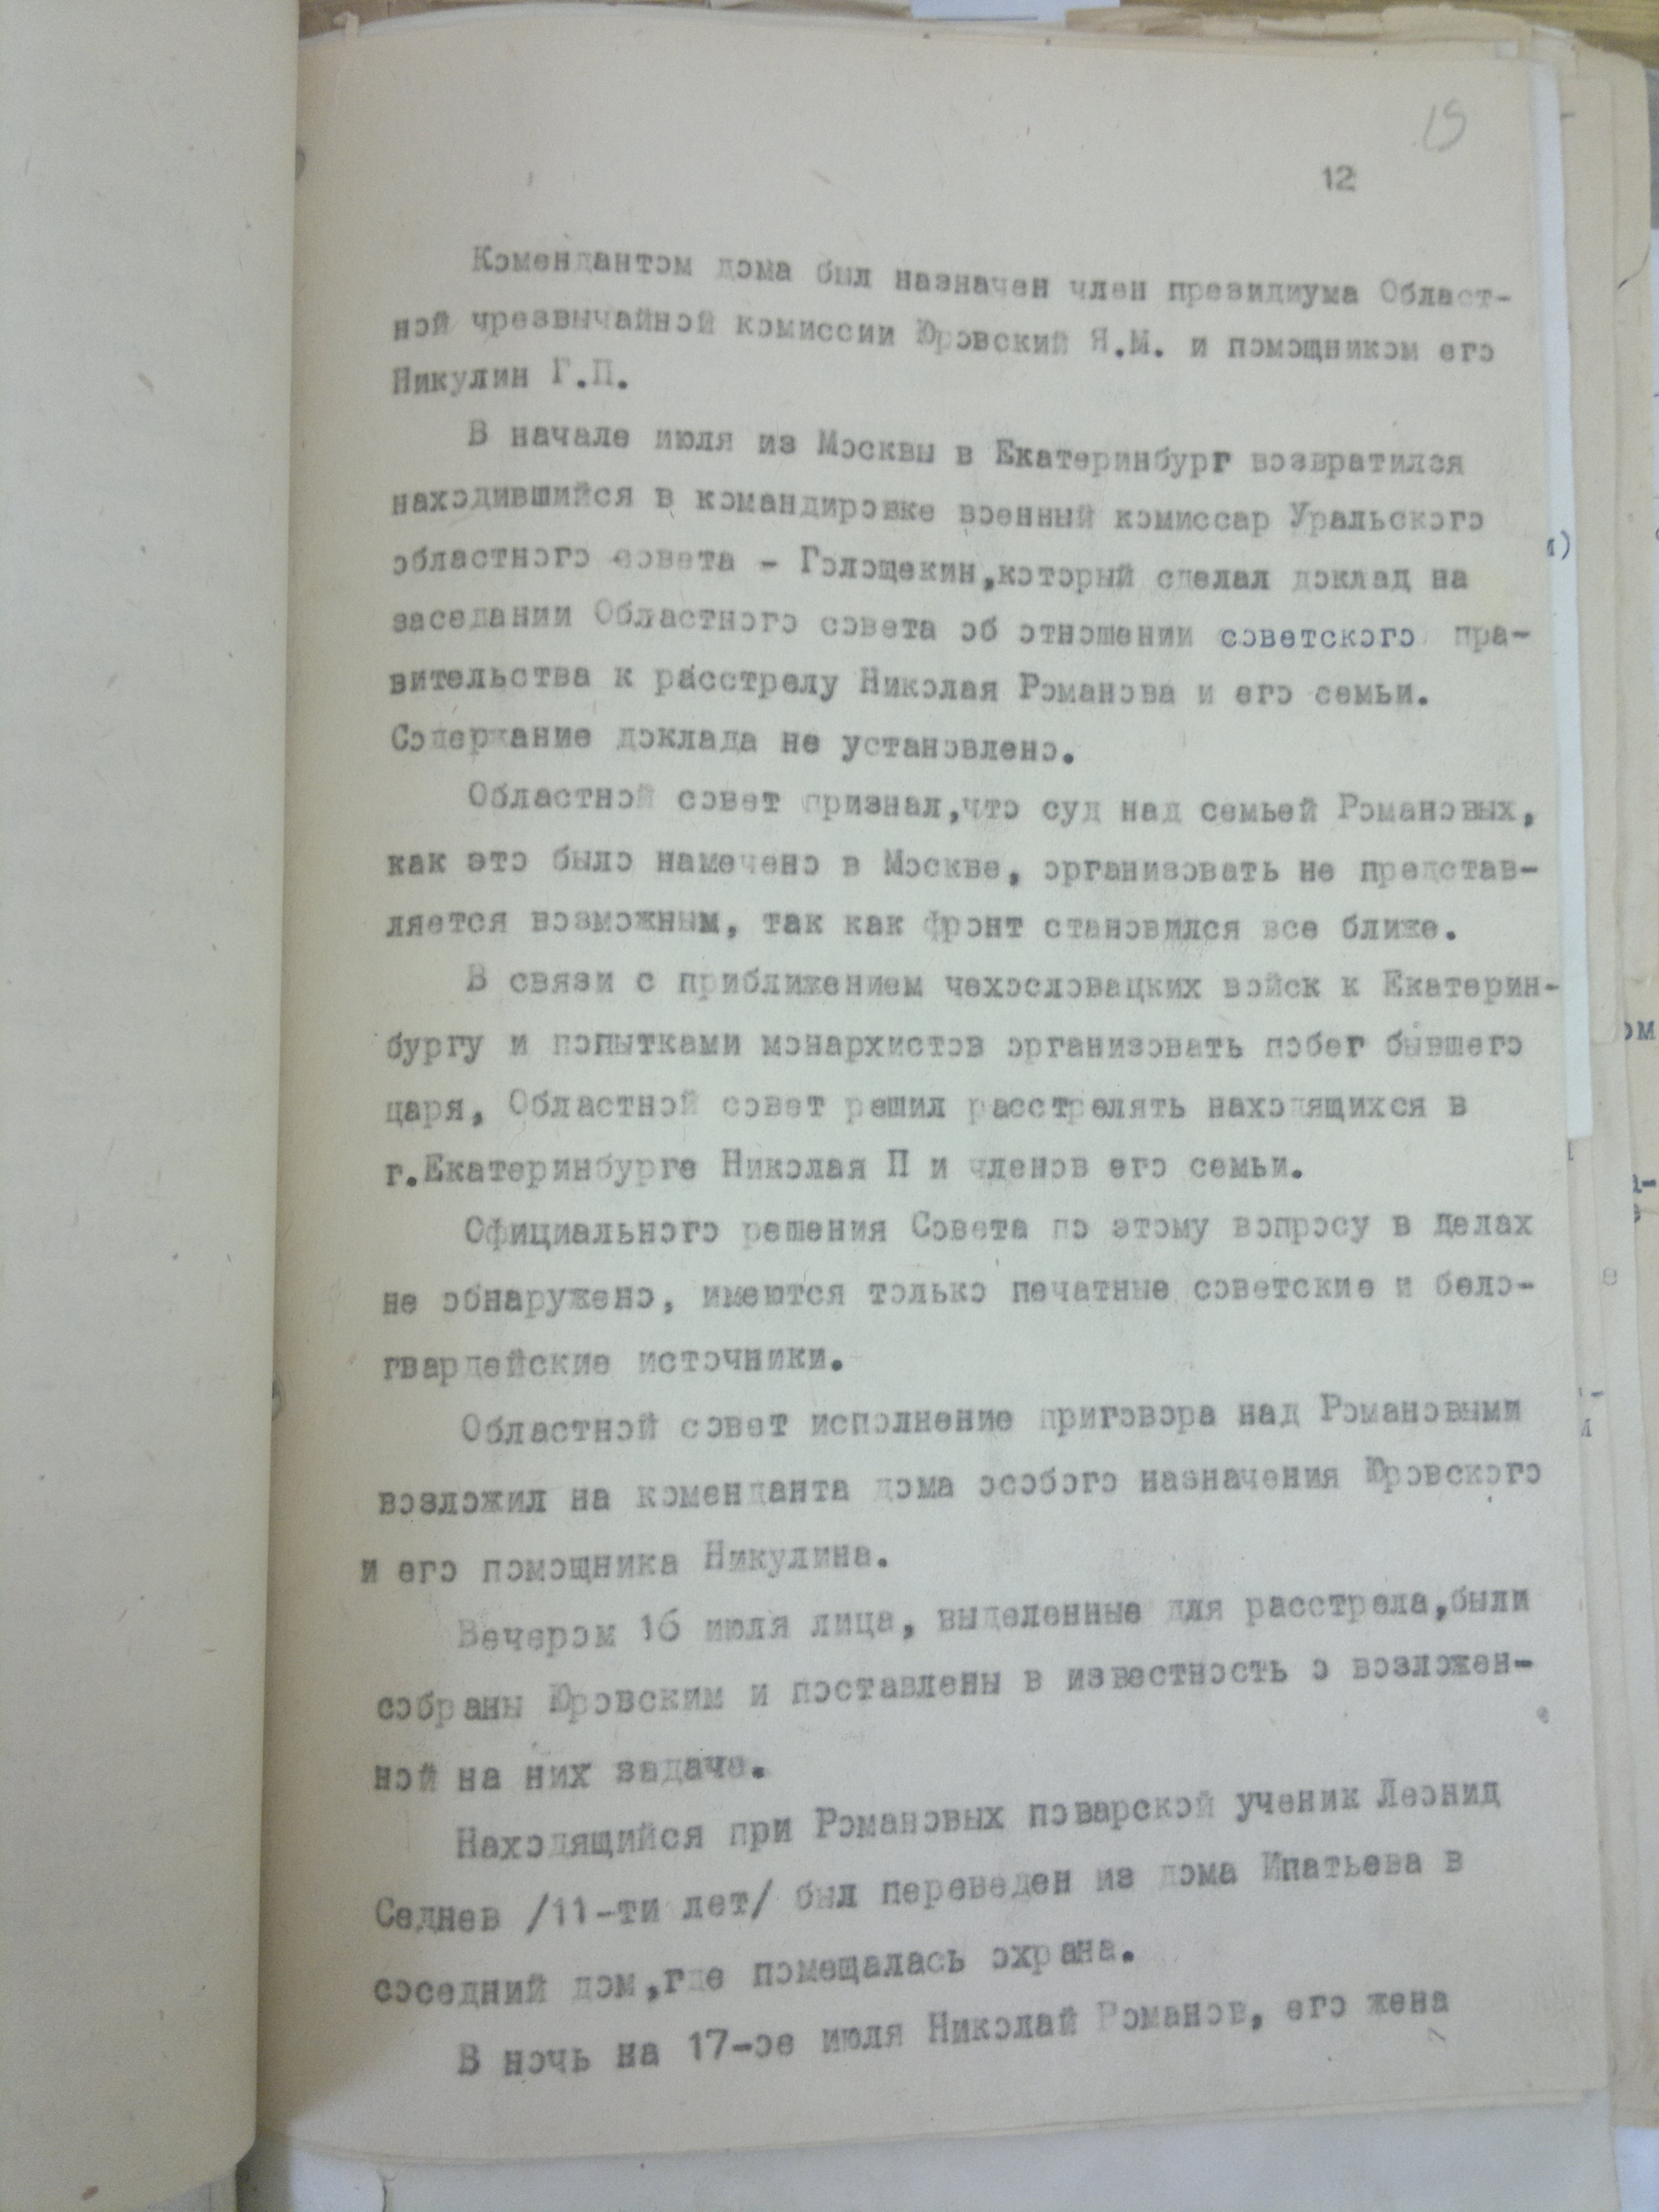 12
Комендантом дома был назначен член президиума Област-
ной чрезвычайной комиссии Юровский Я.М. и помощником его
Никулин Г.П.
В начале июля из Москвы в Екатеринбург возвратился
находившийся в командировке военный комиссар Уральского
областного совета - Голощекин,который сделал доклад на
заседании Областного совета об отношении советского пра-
вительства к расстрелу Николая Романова и его семьи.
Содержание доклада не установлено.
Областной совет признал,что суд над семьей Романовых,
как это было намечено в Москве, организовать не представ-
ляется возможным, так как фронт становился все ближе.
В связи с приближением чехословацких войск к Екатерин-
бургу и попытками монархистов организовать побег бывшего
царя, Областной совет решил расстрелять находящихся в
г.Екатеринбурге Николая П и членов его семьи.
Официального решения Совета по этому вопросу в делах
не обнаружено, имеются только печатные советские и бело-
гвардейские источники.
Областной совет исполнение приговора над Романовыми
возложил на коменданта дома особого назначения Юровского
и его помощника Никулина.
Вечером 16 июля лица, выделенные для расстрела,были
собраны Юровским и поставлены в известность о возложен-
ной на них задаче.
Находящийся при Романовых поварской ученик Леонид
Седнев /11-ти лет/ был переведен из дома Ипатьева в
соседний дом,где помещалась охрана.
В ночь на 17-ое июля Николай Романов, его жена